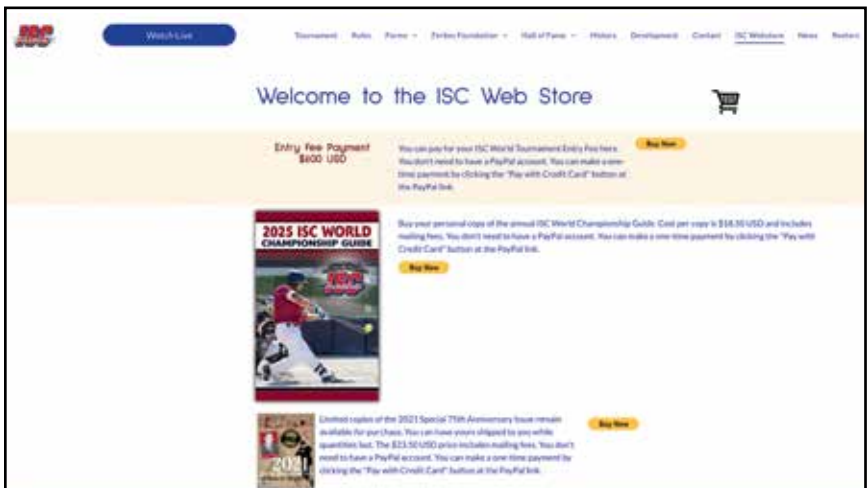 ISC
Watch Live
Tournament Rules Forms Forbes Foundation Hall of Fame History Development Contact ISC Webstore News Rosters
Welcome to the ISC Web Store
Entry Fee Payment
$600 USD
You can pay for your ISC World Tournament Entry Fee here.
You don't need to have a PayPal account. You can make a one-
time payment by clicking the "Pay with Credit Card" button at
the PayPal link.
Buy Now
2025 ISC WORLD
CHAMPIONSHIP GUIDE
ISC
Buy your personal copy of the annual ISC World Championship Guide. Cost per copy is $18.50 USD and includes
mailing fees. You don't need to have a PayPal account. You can make a one-time payment by clicking the "Pay with
Credit Card" button at the PayPal link.
Buy Now
2021
Limited copies of the 2021 Special 75th Anniversary Issue remain
available for purchase. You can have yours shipped to you while
quantities last. The $23.50 USD price includes mailing fees. You don't
need to have a PayPal account. You can make a one-time payment by
clicking the "Pay with Credit Card" button at the PayPal link.
Buy Now